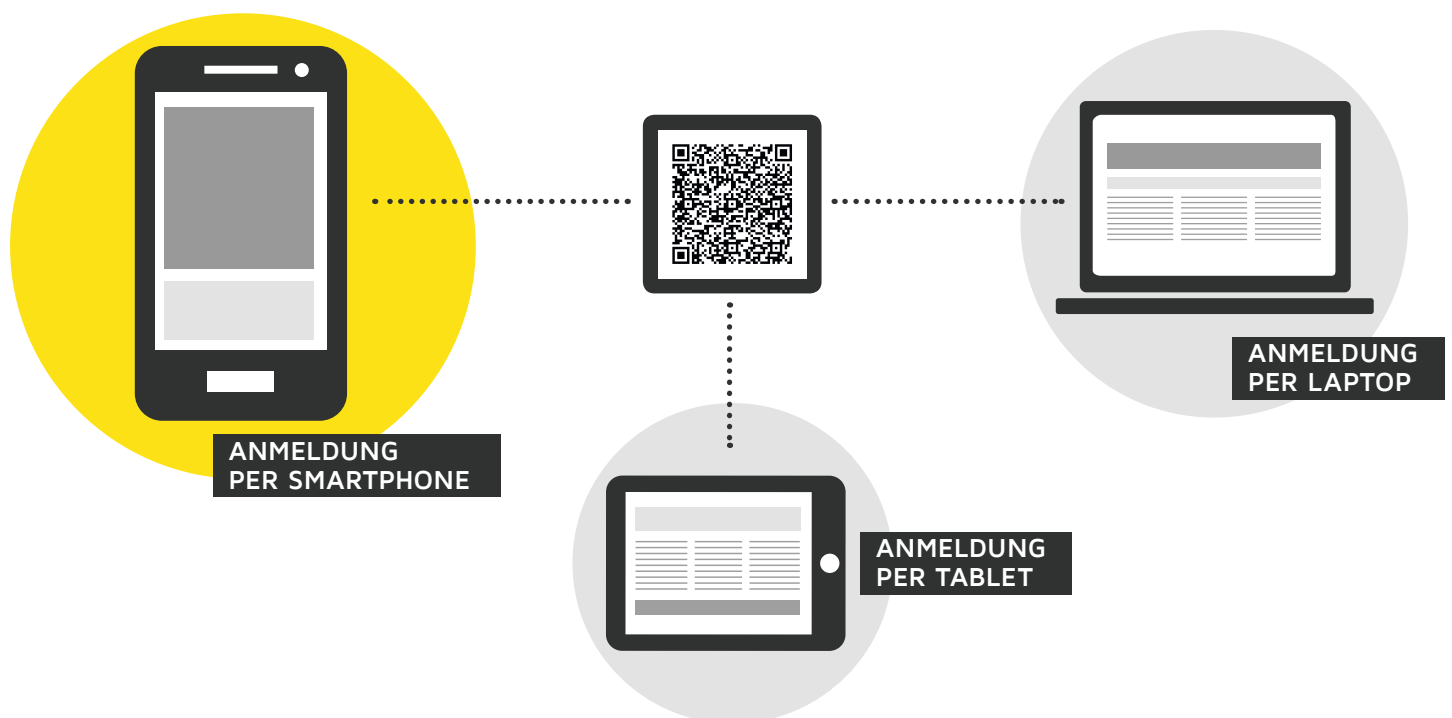 ANMELDUNG
PER SMARTPHONE
ANMELDUNG
PER TABLET
ANMELDUNG
PER LAPTOP